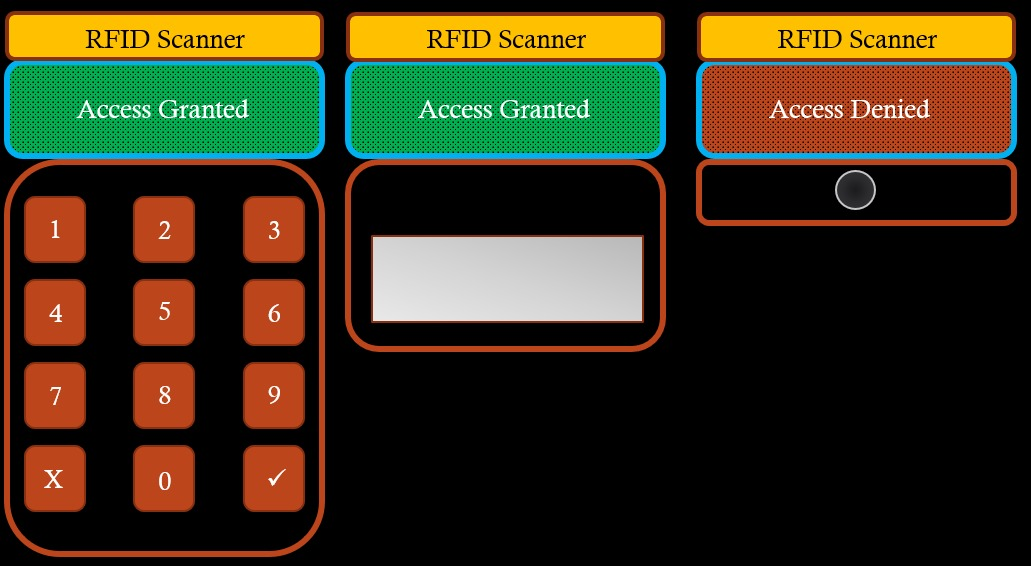 RFID Scanner
Access Granted
1 2 3
4 5 6
7 8 9
X 0 ✓
RFID Scanner
Access Granted
RFID Scanner
Access Denied